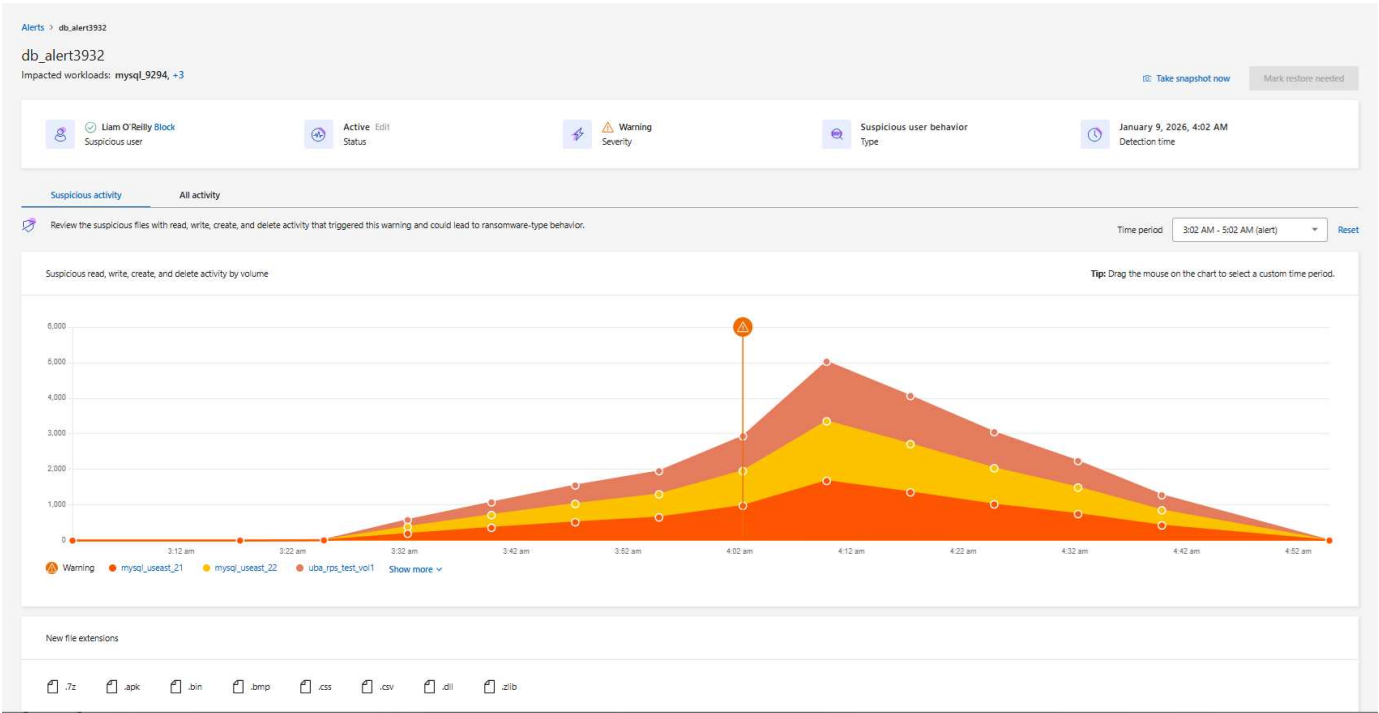 Alerts > db_alert3932
db_alert3932
Impacted workloads: mysql_9294, +3
Take snapshot now
Mark restore needed
Liam O'Reilly Block
Suspicious user
Active Edit
Status
Warning
Severity
Suspicious user behavior
Type
January 9, 2026, 4:02 AM
Detection time
Suspicious activity
All activity
Review the suspicious files with read, write, create, and delete activity that triggered this warning and could lead to ransomware-type behavior.
Time period
3:02 AM - 5:02 AM (alert)
Reset
Suspicious read, write, create, and delete activity by volume
Tip: Drag the mouse on the chart to select a custom time period.
6,000
5,000
4,000
3,000
2,000
1,000
0
3:12 am
3:22 am
3:32 am
3:42 am
3:52 am
4:02 am
4:12 am
4:22 am
4:32 am
4:42 am
4:52 am
Warning
mysql_useast_21
mysql_useast_22
uba_rps_test_vol1
Show more
New file extensions
.7z
.apk
.bin
.bmp
.css
.csv
.dll
.zlib